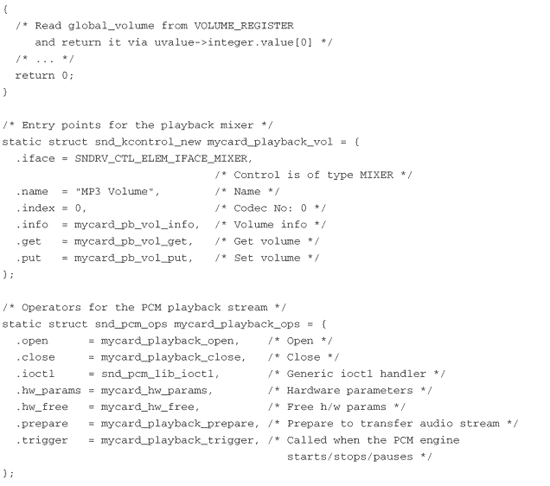 {
  /* Read global_volume from VOLUME_REGISTER
     and return it via uvalue->integer.value[0] */
  /* ... */
  return 0;
}

/* Entry points for the playback mixer */
static struct snd_kcontrol_new mycard_playback_vol = {
  .iface = SNDRV_CTL_ELEM_IFACE_MIXER,
                                /* Control is of type MIXER */
  .name  = "MP3 Volume",        /* Name */
  .index = 0,                   /* Codec No: 0 */
  .info  = mycard_pb_vol_info,  /* Volume info */
  .get   = mycard_pb_vol_get,   /* Get volume */
  .put   = mycard_pb_vol_put,   /* Set volume */
};

/* Operators for the PCM playback stream */
static struct snd_pcm_ops mycard_playback_ops = {
  .open      = mycard_playback_open,    /* Open */
  .close     = mycard_playback_close,   /* Close */
  .ioctl     = snd_pcm_lib_ioctl,       /* Generic ioctl handler */
  .hw_params = mycard_hw_params,        /* Hardware parameters */
  .hw_free   = mycard_hw_free,          /* Free h/w params */
  .prepare   = mycard_playback_prepare, /* Prepare to transfer audio stream */
  .trigger   = mycard_playback_trigger, /* Called when the PCM engine
                                           starts/stops/pauses */
};